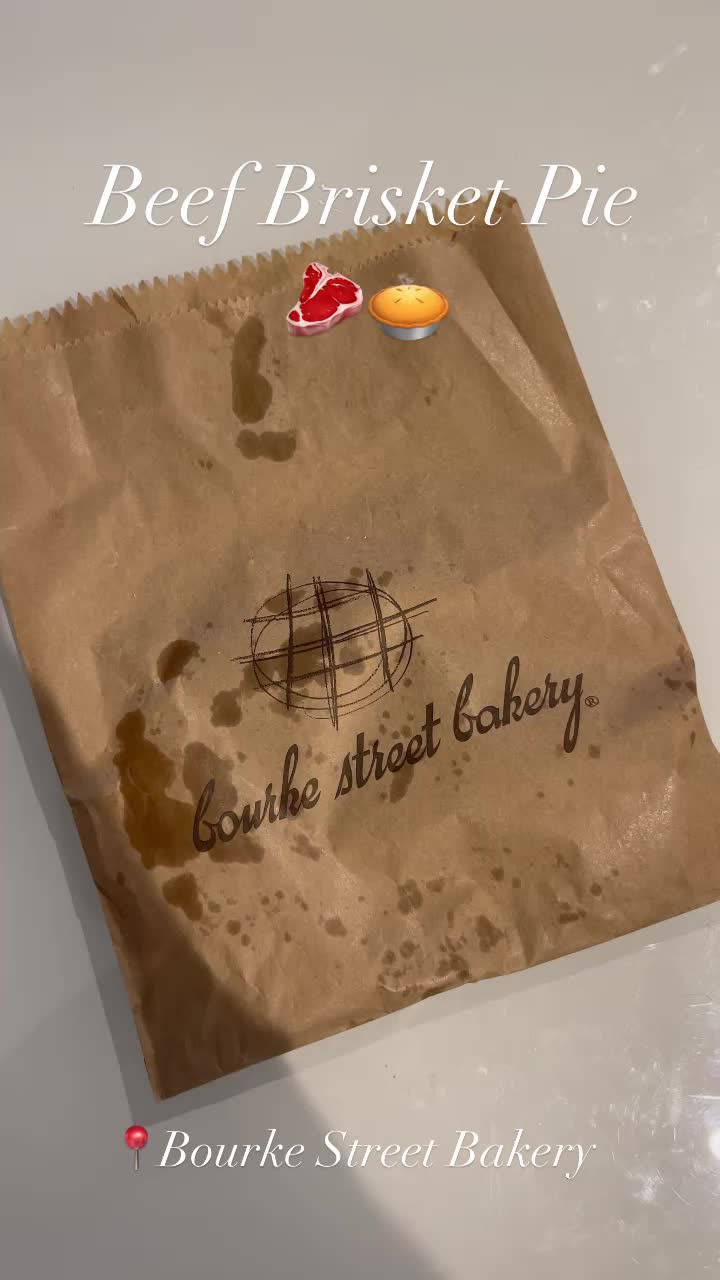 Beef Brisket Pie
bourke street bakery®
Bourke Street Bakery